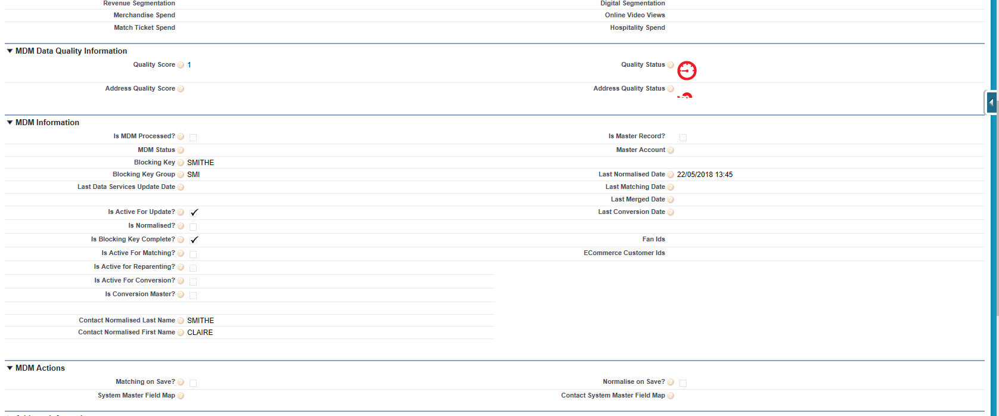 Revenue Segmentation Digital Segmentation
Merchandise Spend Online Video Views
Match Ticket Spend Hospitality Spend
MDM Data Quality Information
Quality Score ? 1 Quality Status ?
Address Quality Score ? Address Quality Status ?
MDM Information
Is MDM Processed? ? Is Master Record?
MDM Status ? Master Account ?
Blocking Key ? SMITHE
Blocking Key Group ? SMI Last Normalised Date ? 22/05/2018 13:45
Last Data Services Update Date ? Last Matching Date ?
Last Merged Date ?
Is Active For Update? ? Last Conversion Date ?
Is Normalised? ?
Is Blocking Key Complete? ? Fan Ids
Is Active For Matching? ? ECommerce Customer Ids
Is Active for Reparenting? ?
Is Active For Conversion? ?
Is Conversion Master? ?
Contact Normalised Last Name ? SMITHE
Contact Normalised First Name ? CLAIRE
MDM Actions
Matching on Save? ? Normalise on Save? ?
System Master Field Map ? Contact System Master Field Map ?